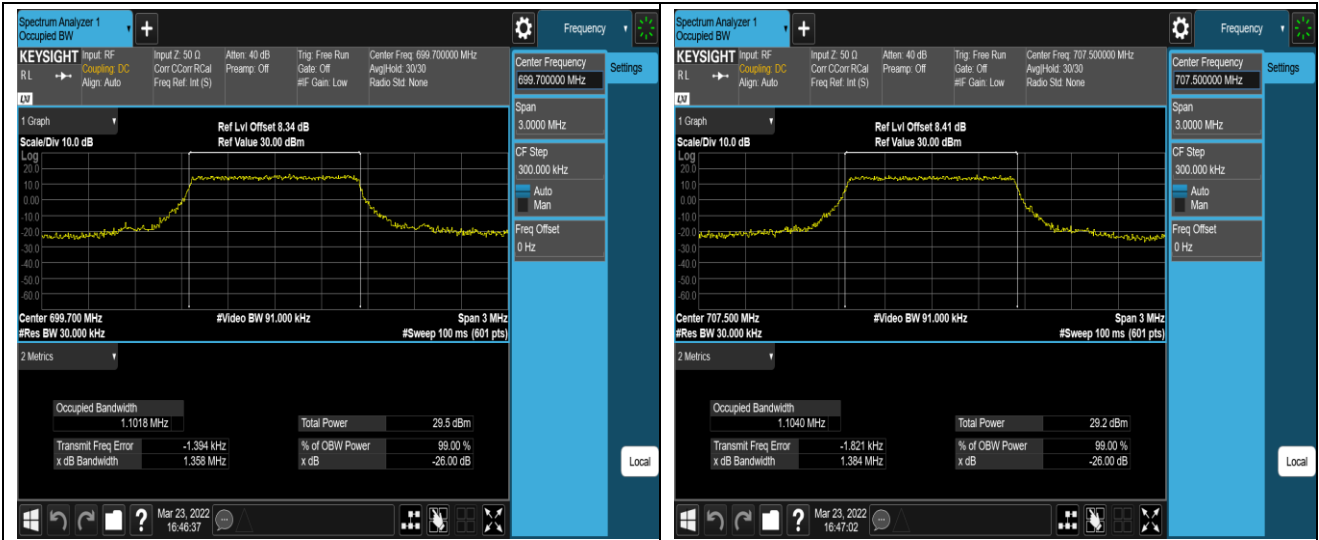 Spectrum Analyzer 1
Occupied BW
+
Frequency
KEYSIGHT Input: RF Input Z: 50 Ω Atten: 40 dB Trig: Free Run Center Freq: 699.700000 MHz
Coupling: DC Corr CCorr RCal Preamp: Off Gate: Off Avg|Hold: 30/30
RL Align: Auto Freq Ref: Int (S) #IF Gain: Low Radio Std: None
LXI
Center Frequency
699.700000 MHz
Settings
Span
3.0000 MHz
CF Step
300.000 kHz
Auto
Man
Freq Offset
0 Hz
Local
1 Graph
Ref Lvl Offset 8.34 dB
Scale/Div 10.0 dB Ref Value 30.00 dBm
Log
20.0
10.0
0.00
-10.0
-20.0
-30.0
-40.0
-50.0
-60.0
Center 699.700 MHz #Video BW 91.000 kHz Span 3 MHz
#Res BW 30.000 kHz #Sweep 100 ms (601 pts)
2 Metrics
Occupied Bandwidth
1.1018 MHz Total Power 29.5 dBm
Transmit Freq Error -1.394 kHz % of OBW Power 99.00 %
x dB Bandwidth 1.358 MHz x dB -26.00 dB
? Mar 23, 2022
16:46:37
Spectrum Analyzer 1
Occupied BW
+
Frequency
KEYSIGHT Input: RF Input Z: 50 Ω Atten: 40 dB Trig: Free Run Center Freq: 707.500000 MHz
Coupling: DC Corr CCorr RCal Preamp: Off Gate: Off Avg|Hold: 30/30
RL Align: Auto Freq Ref: Int (S) #IF Gain: Low Radio Std: None
LXI
Center Frequency
707.500000 MHz
Settings
Span
3.0000 MHz
CF Step
300.000 kHz
Auto
Man
Freq Offset
0 Hz
Local
1 Graph
Ref Lvl Offset 8.41 dB
Scale/Div 10.0 dB Ref Value 30.00 dBm
Log
20.0
10.0
0.00
-10.0
-20.0
-30.0
-40.0
-50.0
-60.0
Center 707.500 MHz #Video BW 91.000 kHz Span 3 MHz
#Res BW 30.000 kHz #Sweep 100 ms (601 pts)
2 Metrics
Occupied Bandwidth
1.1040 MHz Total Power 29.2 dBm
Transmit Freq Error -1.821 kHz % of OBW Power 99.00 %
x dB Bandwidth 1.384 MHz x dB -26.00 dB
? Mar 23, 2022
16:47:02